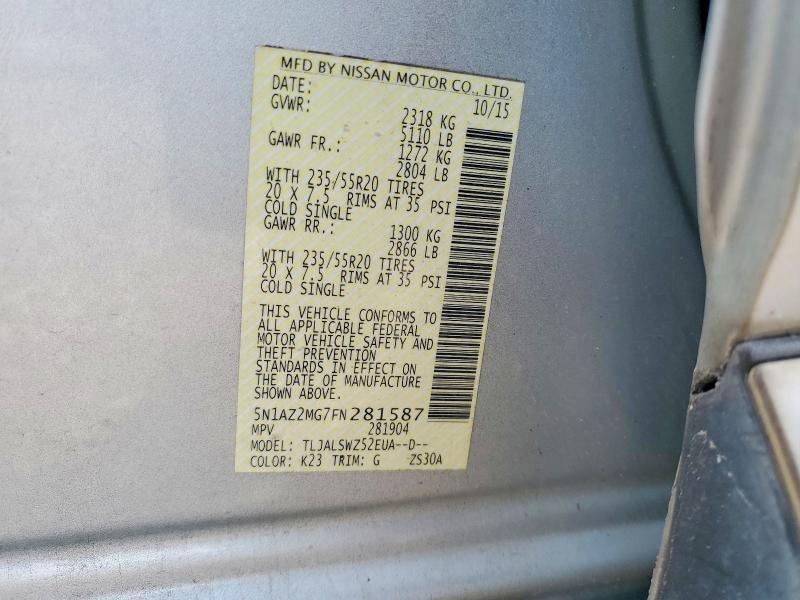 MFD BY NISSAN MOTOR CO., LTD.
DATE: 10/15
GVWR: 2318 KG
5110 LB
GAWR FR.: 1272 KG
2804 LB
WITH 235/55R20 TIRES
20 X 7.5 RIMS AT 35 PSI
COLD SINGLE
GAWR RR.: 1300 KG
2866 LB
WITH 235/55R20 TIRES
20 X 7.5 RIMS AT 35 PSI
COLD SINGLE
THIS VEHICLE CONFORMS TO
ALL APPLICABLE FEDERAL
MOTOR VEHICLE SAFETY AND
THEFT PREVENTION
STANDARDS IN EFFECT ON
THE DATE OF MANUFACTURE
SHOWN ABOVE.
5N1AZ2MG7FN281587
MPV 281904
MODEL: TLJALSWZ52EUA--D--
COLOR: K23 TRIM: G ZS30A